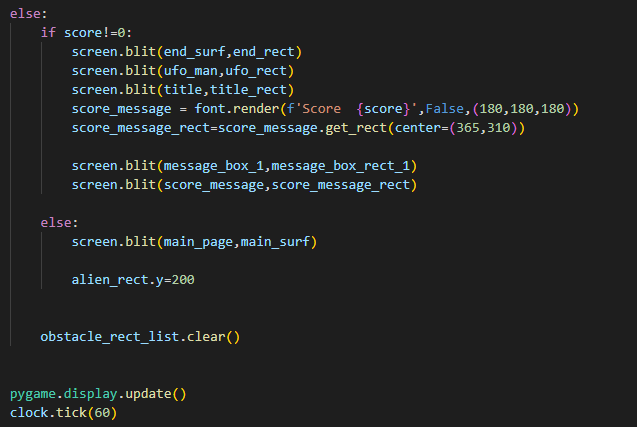 else:
    if score!=0:
        screen.blit(end_surf,end_rect)
        screen.blit(ufo_man,ufo_rect)
        screen.blit(title,title_rect)
        score_message = font.render(f'Score  {score}',False,(180,180,180))
        score_message_rect=score_message.get_rect(center=(365,310))
        screen.blit(message_box_1,message_box_rect_1)
        screen.blit(score_message,score_message_rect)
    else:
        screen.blit(main_page,main_surf)
        alien_rect.y=200
    obstacle_rect_list.clear()
pygame.display.update()
clock.tick(60)